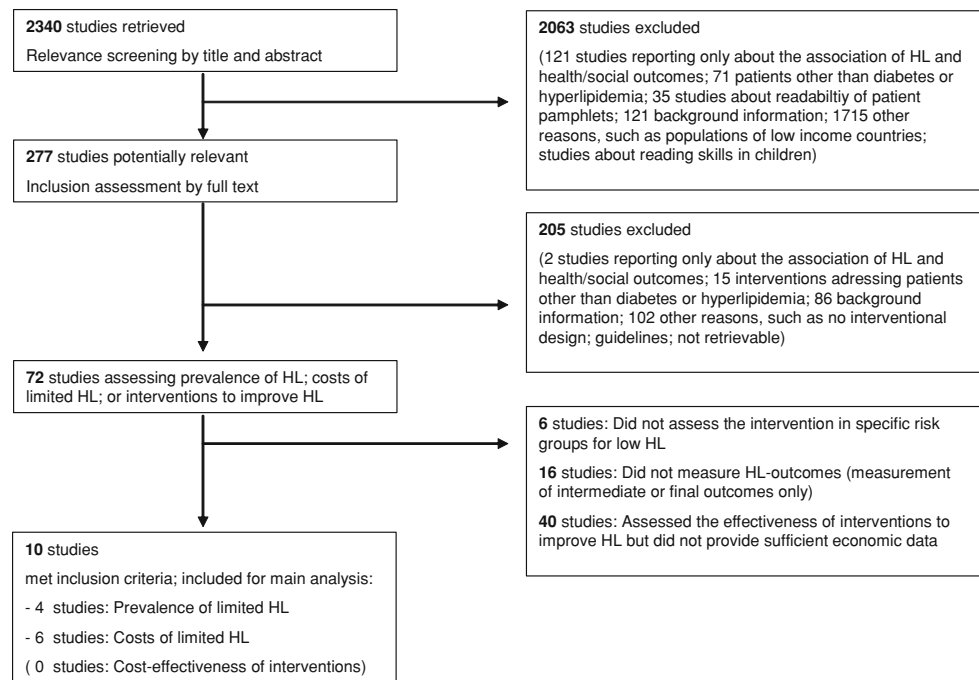 2340 studies retrieved
Relevance screening by title and abstract
2063 studies excluded
(121 studies reporting only about the association of HL and
health/social outcomes; 71 patients other than diabetes or
hyperlipidemia; 35 studies about readabiltiy of patient
pamphlets; 121 background information; 1715 other
reasons, such as populations of low income countries;
studies about reading skills in children)
277 studies potentially relevant
Inclusion assessment by full text
205 studies excluded
(2 studies reporting only about the association of HL and
health/social outcomes; 15 interventions adressing patients
other than diabetes or hyperlipidemia; 86 background
information; 102 other reasons, such as no interventional
design; guidelines; not retrievable)
72 studies assessing prevalence of HL; costs of
limited HL; or interventions to improve HL
6 studies: Did not assess the intervention in specific risk
groups for low HL
16 studies: Did not measure HL-outcomes (measurement
of intermediate or final outcomes only)
40 studies: Assessed the effectiveness of interventions to
improve HL but did not provide sufficient economic data
10 studies
met inclusion criteria; included for main analysis:
- 4 studies: Prevalence of limited HL
- 6 studies: Costs of limited HL
( 0 studies: Cost-effectiveness of interventions)